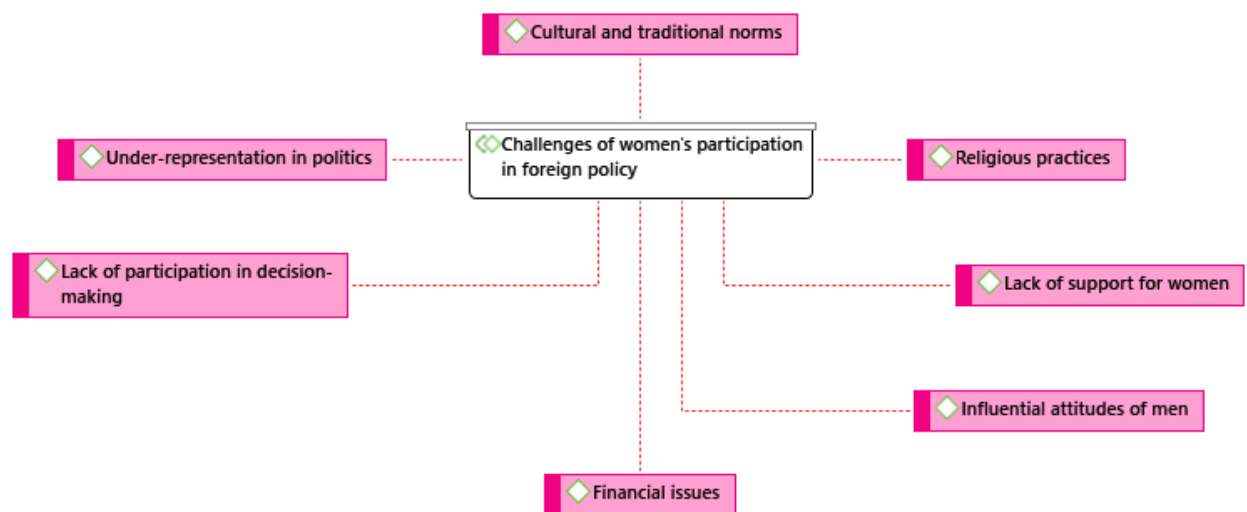 Cultural and traditional norms
Challenges of women's participation
in foreign policy
Under-representation in politics
Religious practices
Lack of participation in decision-
making
Lack of support for women
Influential attitudes of men
Financial issues